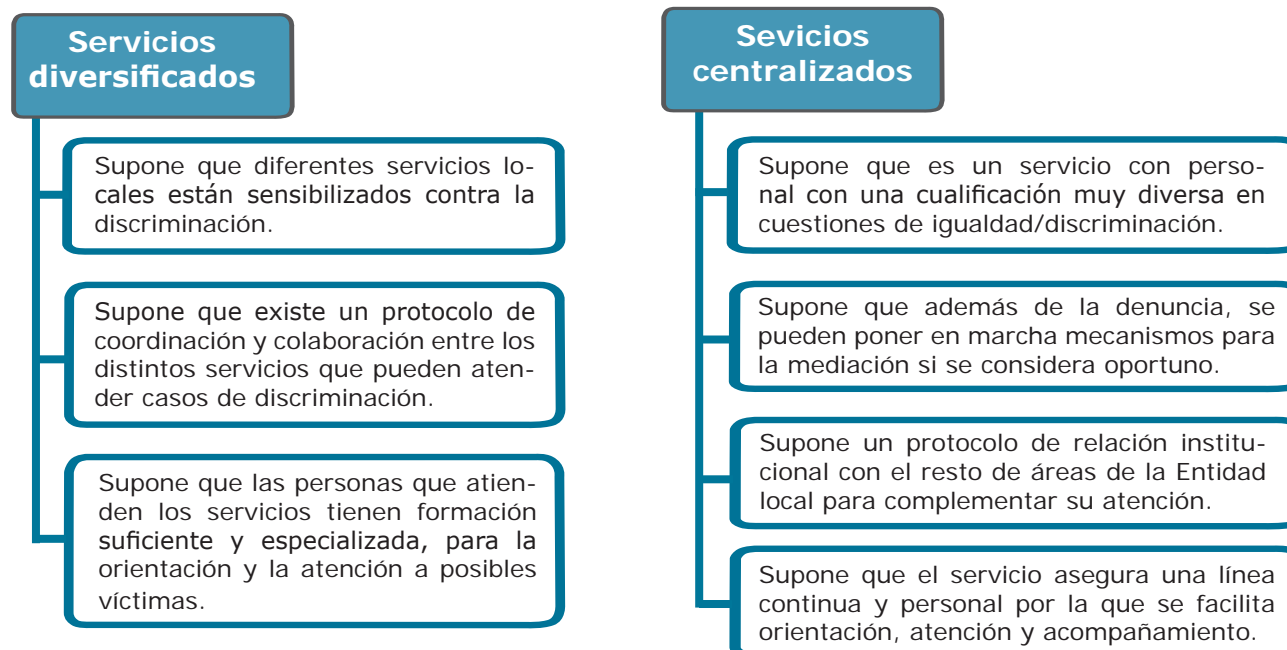 Servicios
diversificados
Supone que diferentes servicios lo-
cales están sensibilizados contra la
discriminación.
Supone que existe un protocolo de
coordinación y colaboración entre los
distintos servicios que pueden aten-
der casos de discriminación.
Supone que las personas que atien-
den los servicios tienen formación
suficiente y especializada, para la
orientación y la atención a posibles
víctimas.
Sevicios
centralizados
Supone que es un servicio con perso-
nal con una cualificación muy diversa en
cuestiones de igualdad/discriminación.
Supone que además de la denuncia, se
pueden poner en marcha mecanismos para
la mediación si se considera oportuno.
Supone un protocolo de relación institu-
cional con el resto de áreas de la Entidad
local para complementar su atención.
Supone que el servicio asegura una línea
continua y personal por la que se facilita
orientación, atención y acompañamiento.